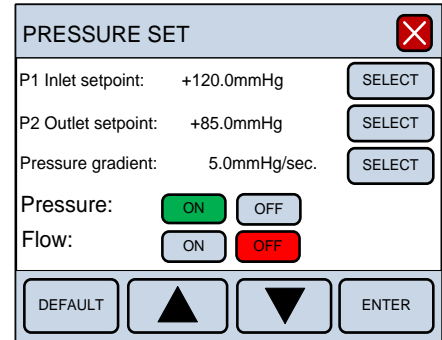 PRESSURE SET
P1 Inlet setpoint: +120.0mmHg SELECT
P2 Outlet setpoint: +85.0mmHg SELECT
Pressure gradient: 5.0mmHg/sec. SELECT
Pressure: ON OFF
Flow: ON OFF
DEFAULT ENTER